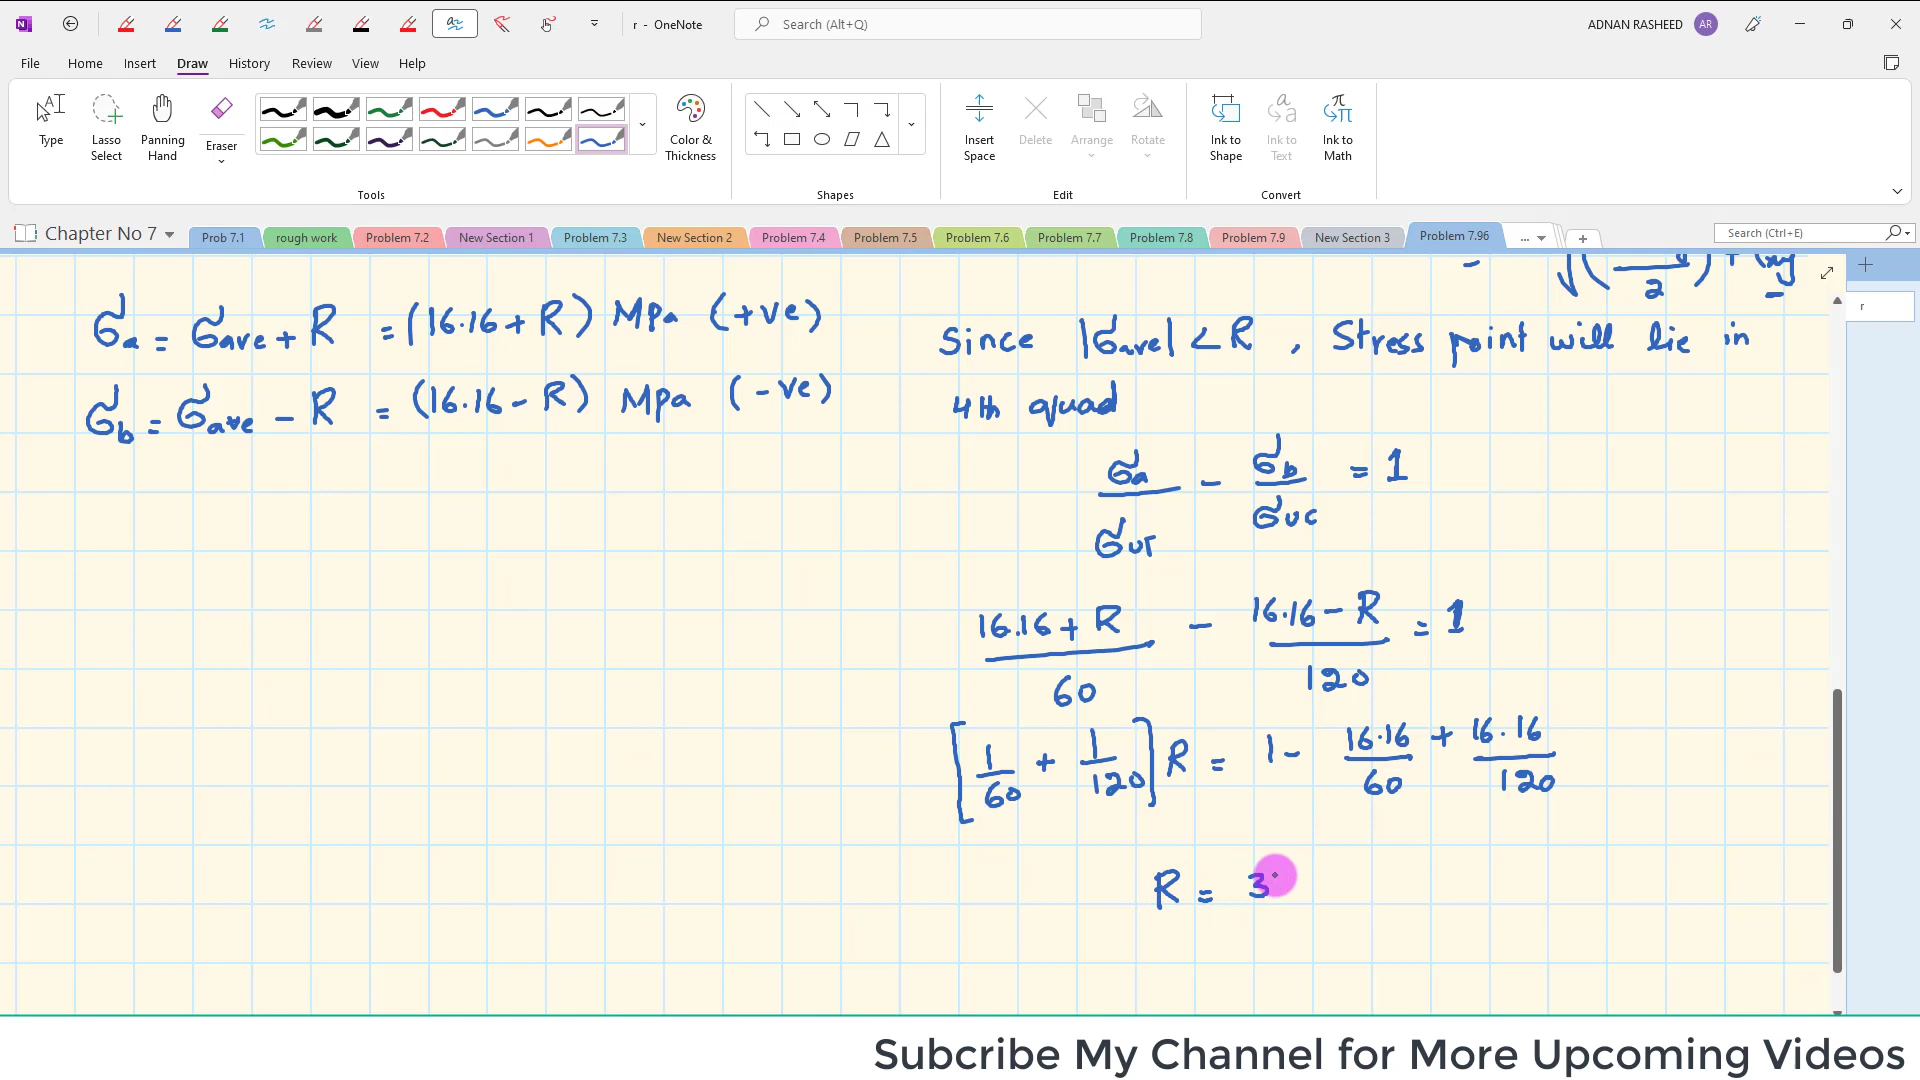 r - OneNote
Search (Alt+Q)
ADNAN RASHEED AR
File Home Insert Draw History Review View Help
Type
Lasso Select
Panning Hand
Eraser
Color & Thickness
Insert Space
Delete
Arrange
Rotate
Ink to Shape
Ink to Text
Ink to Math
Tools Shapes Edit Convert
Chapter No 7 Prob 7.1 rough work Problem 7.2 New Section 1 Problem 7.3 New Section 2 Problem 7.4 Problem 7.5 Problem 7.6 Problem 7.7 Problem 7.8 Problem 7.9 New Section 3 Problem 7.96 ... Search (Ctrl+E)
r
σa = σave + R = (16.16 + R) MPa (+ve)
σb = σave - R = (16.16 - R) MPa (-ve)
Since |σave| < R , Stress point will lie in
4th quad
σa/σUT - σb/σUC = 1
(16.16 + R)/60 - (16.16 - R)/120 = 1
[1/60 + 1/120] R = 1 - 16.16/60 + 16.16/120
R = 3
Subcribe My Channel for More Upcoming Videos